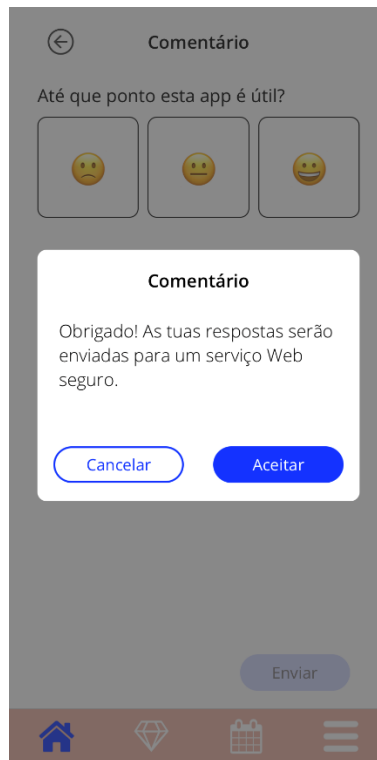 Comentário
Até que ponto esta app é útil?
Comentário
Obrigado! As tuas respostas serão
enviadas para um serviço Web
seguro.
Cancelar
Aceitar
Enviar